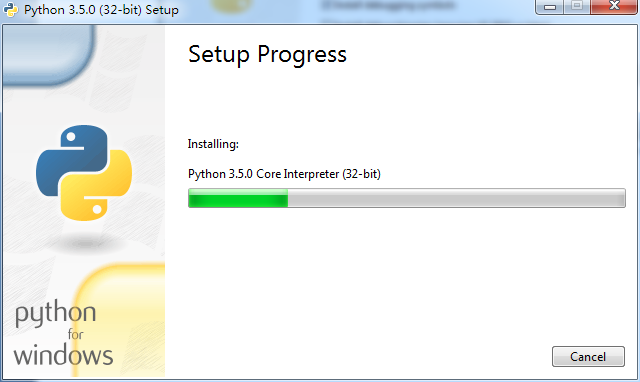 Python 3.5.0 (32-bit) Setup
Setup Progress
Installing:
Python 3.5.0 Core Interpreter (32-bit)
python
for
windows
Cancel